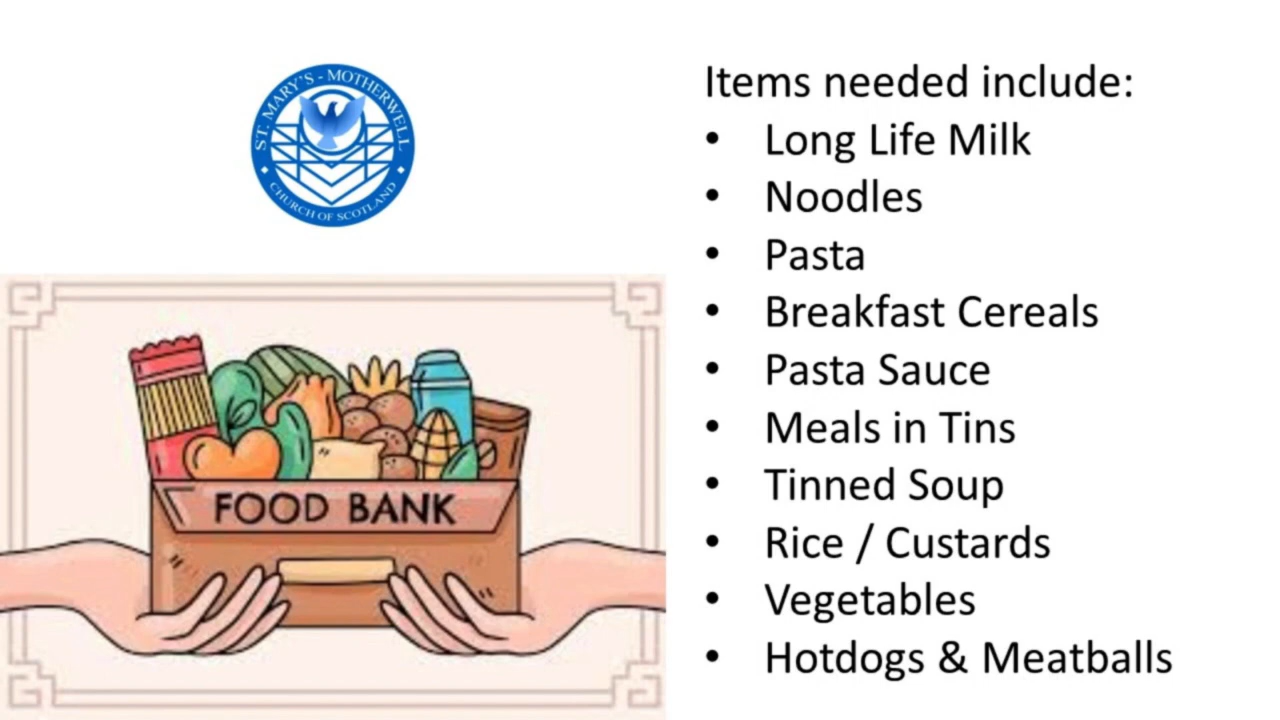 ST. MARY'S - MOTHERWELL
CHURCH OF SCOTLAND
FOOD BANK
Items needed include:
• Long Life Milk
• Noodles
• Pasta
• Breakfast Cereals
• Pasta Sauce
• Meals in Tins
• Tinned Soup
• Rice / Custards
• Vegetables
• Hotdogs & Meatballs